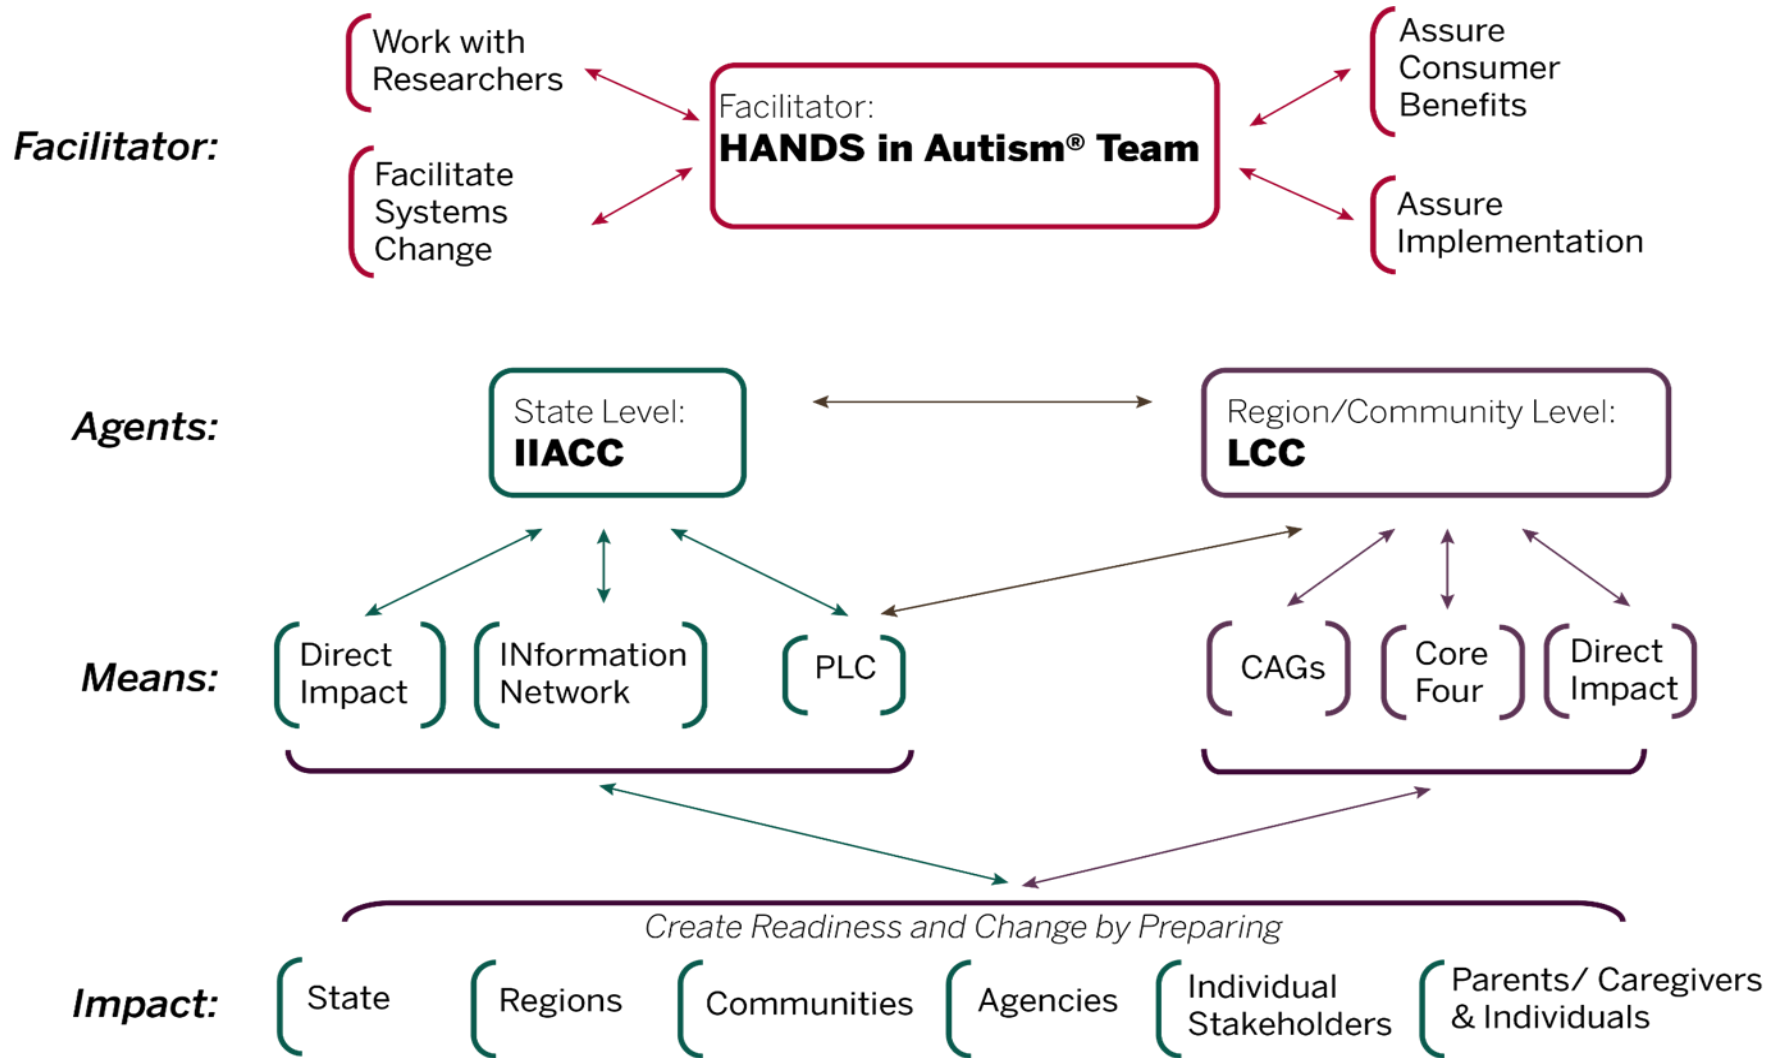 Facilitator:
Work with
Researchers
Facilitate
Systems
Change
Facilitator:
HANDS in Autism® Team
Assure
Consumer
Benefits
Assure
Implementation
Agents:
State Level:
IIACC
Region/Community Level:
LCC
Means:
Direct
Impact
INformation
Network
PLC
CAGs
Core
Four
Direct
Impact
Create Readiness and Change by Preparing
Impact:
State
Regions
Communities
Agencies
Individual
Stakeholders
Parents/ Caregivers
& Individuals